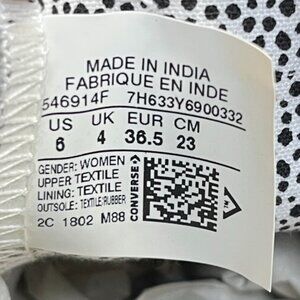 MADE IN INDIA
FABRIQUE EN INDE
546914F 7H633Y6900332
US UK EUR CM
6 4 36.5 23
GENDER: WOMEN
UPPER: TEXTILE
LINING: TEXTILE
OUTSOLE: TEXTILE/RUBBER
2C 1802 M88
CONVERSE